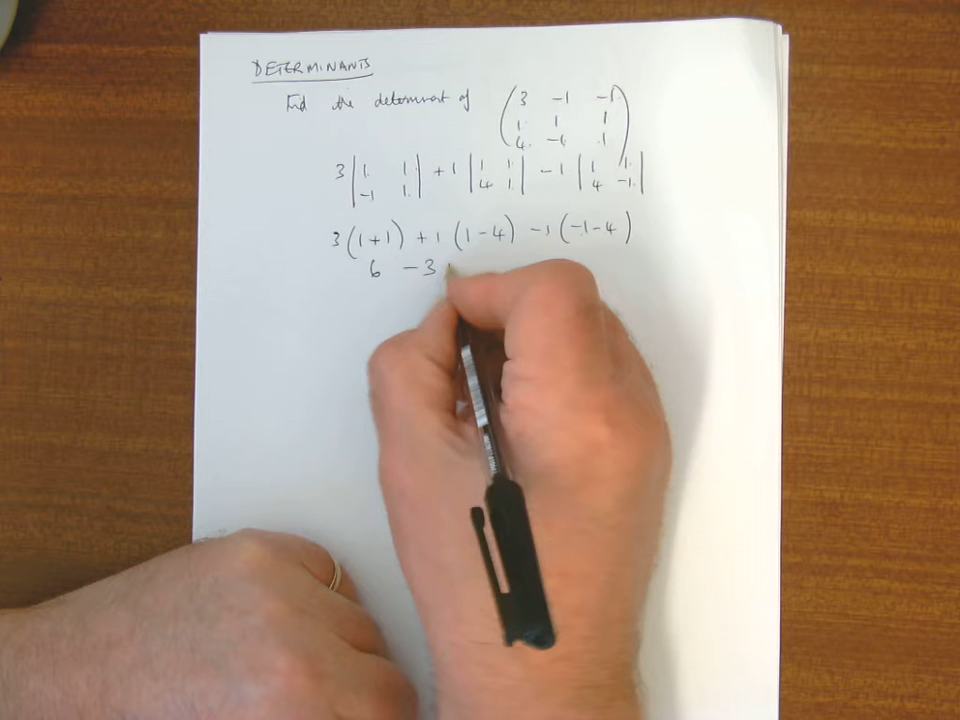 DETERMINANTS
Find the determinant of
3 -1 -1
1 1 1
4 -1 1
3 | 1 1 | + 1 | 1 1 | - 1 | 1 1 |
-1 1 4 1 4 -1
3 (1+1) + 1 (1-4) - 1 (-1-4)
6 -3